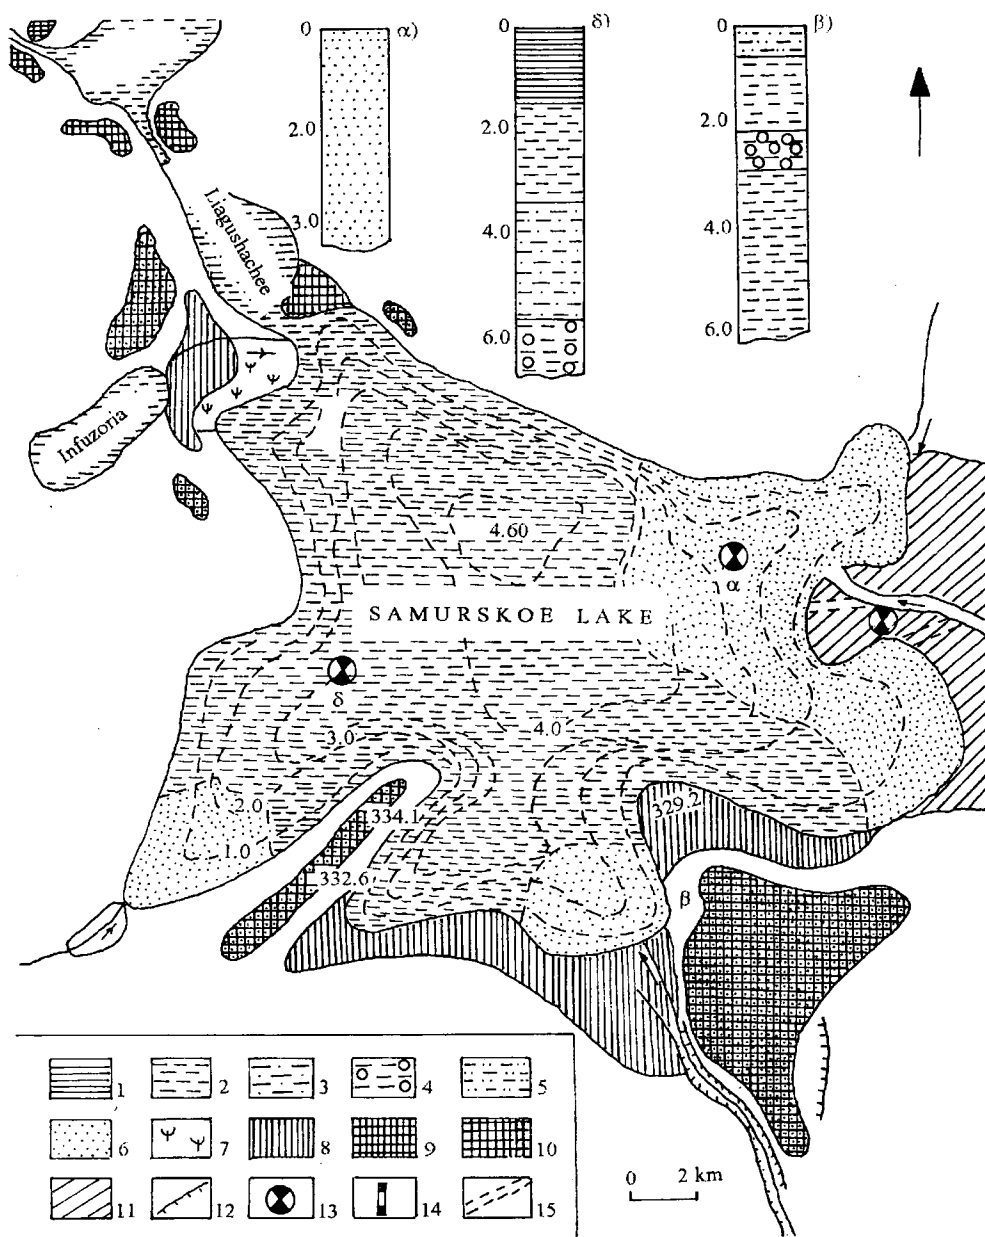 0 α)
2.0
3.0
0 δ)
2.0
4.0
6.0
0 β)
2.0
4.0
6.0
Liagushachee
Infuzoria
4.60
α
SAMURSKOE LAKE
δ
3.0
4.0
2.0
1.0
334.1
332.6
329.2
β
1 2 3 4 5
6 7 8 9 10
11 12 13 14 15
0 2 km